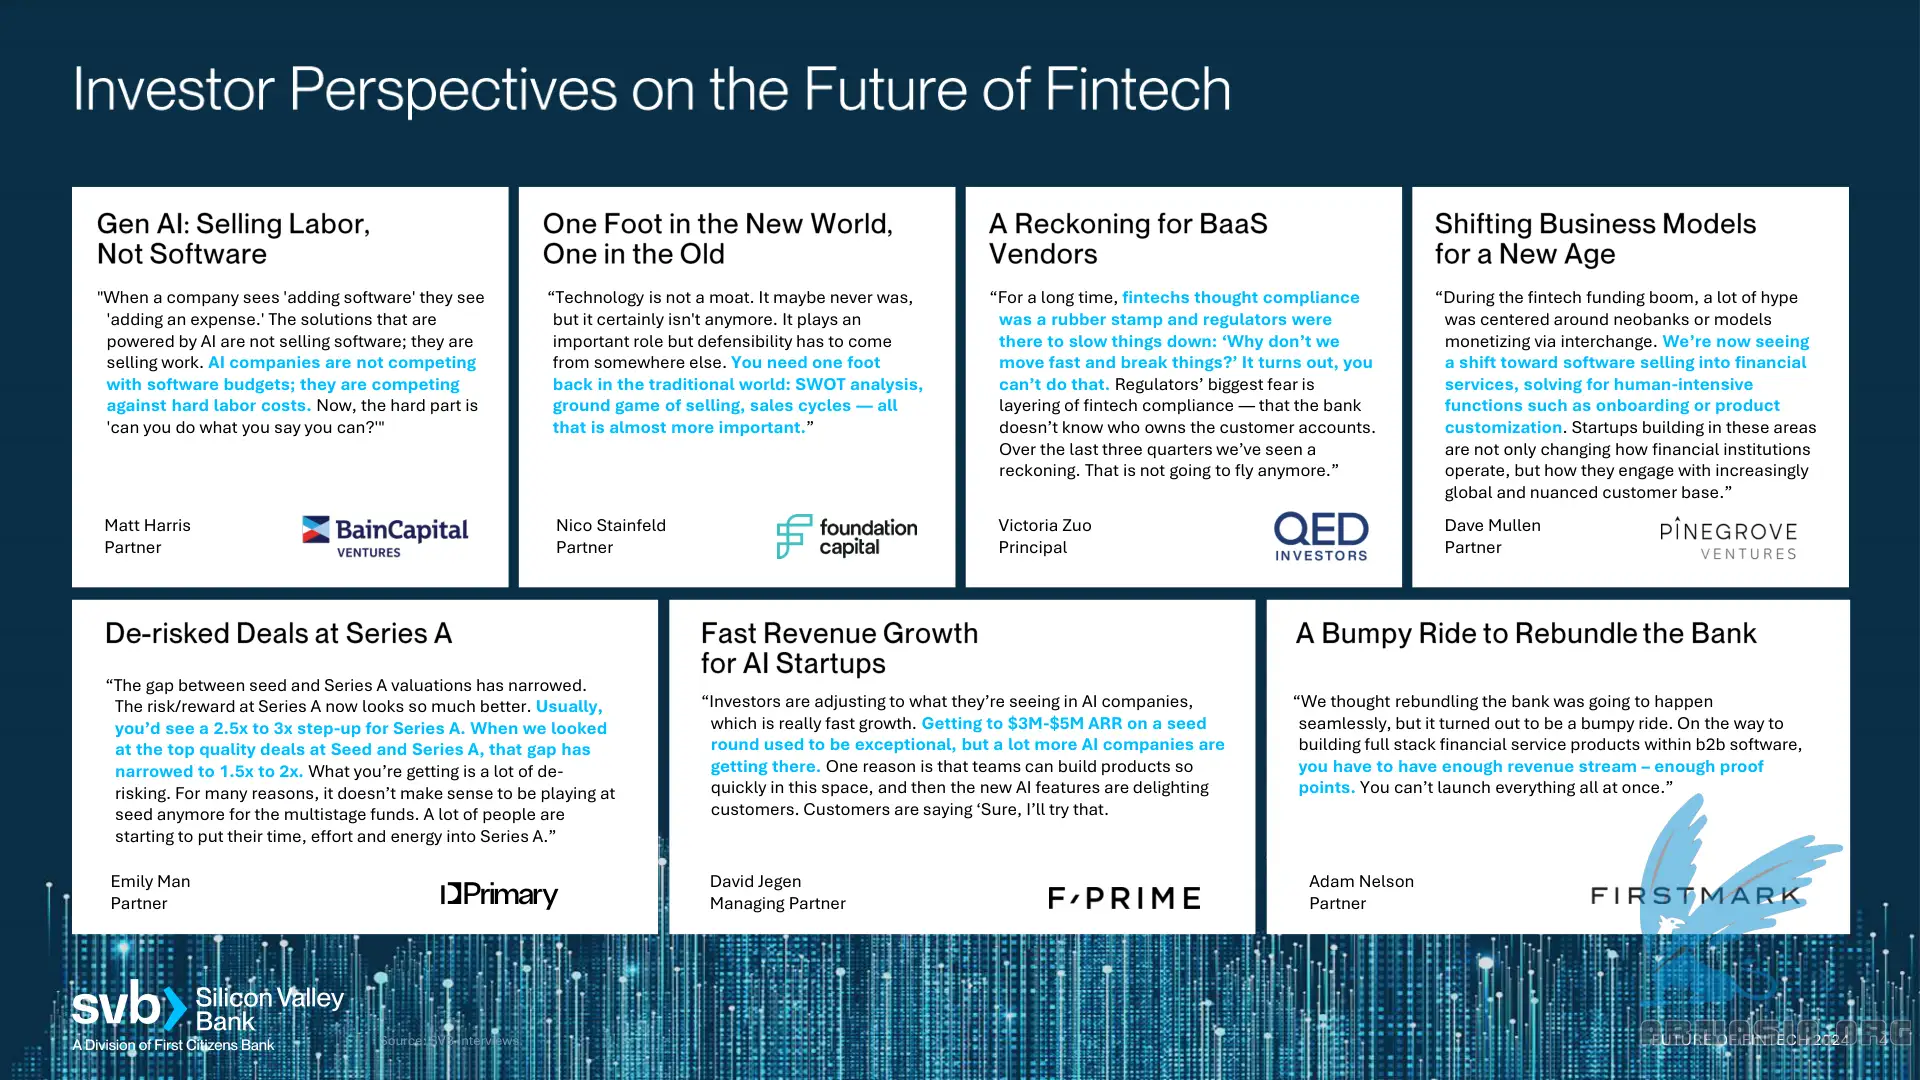 Investor Perspectives on the Future of Fintech
Gen AI: Selling Labor,
Not Software
"When a company sees 'adding software' they see
'adding an expense.' The solutions that are
powered by AI are not selling software; they are
selling work. AI companies are not competing
with software budgets; they are competing
against hard labor costs. Now, the hard part is
'can you do what you say you can?'"
Matt Harris
Partner
BainCapital
VENTURES
One Foot in the New World,
One in the Old
“Technology is not a moat. It maybe never was,
but it certainly isn't anymore. It plays an
important role but defensibility has to come
from somewhere else. You need one foot
back in the traditional world: SWOT analysis,
ground game of selling, sales cycles — all
that is almost more important.”
Nico Stainfeld
Partner
foundation
capital
A Reckoning for BaaS
Vendors
“For a long time, fintechs thought compliance
was a rubber stamp and regulators were
there to slow things down: ‘Why don’t we
move fast and break things?’ It turns out, you
can’t do that. Regulators’ biggest fear is
layering of fintech compliance — that the bank
doesn’t know who owns the customer accounts.
Over the last three quarters we’ve seen a
reckoning. That is not going to fly anymore.”
Victoria Zuo
Principal
QED
INVESTORS
Shifting Business Models
for a New Age
“During the fintech funding boom, a lot of hype
was centered around neobanks or models
monetizing via interchange. We’re now seeing
a shift toward software selling into financial
services, solving for human-intensive
functions such as onboarding or product
customization. Startups building in these areas
are not only changing how financial institutions
operate, but how they engage with increasingly
global and nuanced customer base.”
Dave Mullen
Partner
PINEGROVE
VENTURES
De-risked Deals at Series A
“The gap between seed and Series A valuations has narrowed.
The risk/reward at Series A now looks so much better. Usually,
you’d see a 2.5x to 3x step-up for Series A. When we looked
at the top quality deals at Seed and Series A, that gap has
narrowed to 1.5x to 2x. What you’re getting is a lot of de-
risking. For many reasons, it doesn’t make sense to be playing at
seed anymore for the multistage funds. A lot of people are
starting to put their time, effort and energy into Series A.”
Emily Man
Partner
Primary
Fast Revenue Growth
for AI Startups
“Investors are adjusting to what they’re seeing in AI companies,
which is really fast growth. Getting to $3M-$5M ARR on a seed
round used to be exceptional, but a lot more AI companies are
getting there. One reason is that teams can build products so
quickly in this space, and then the new AI features are delighting
customers. Customers are saying ‘Sure, I’ll try that.
David Jegen
Managing Partner
F-PRIME
A Bumpy Ride to Rebundle the Bank
“We thought rebundling the bank was going to happen
seamlessly, but it turned out to be a bumpy ride. On the way to
building full stack financial service products within b2b software,
you have to have enough revenue stream – enough proof
points. You can’t launch everything all at once.”
Adam Nelson
Partner
FIRSTMARK
svb Silicon Valley
Bank
A Division of First Citizens Bank
Source: SVB interviews.
ARMASIR.ORG
FUTURE OF FINTECH 2024 4